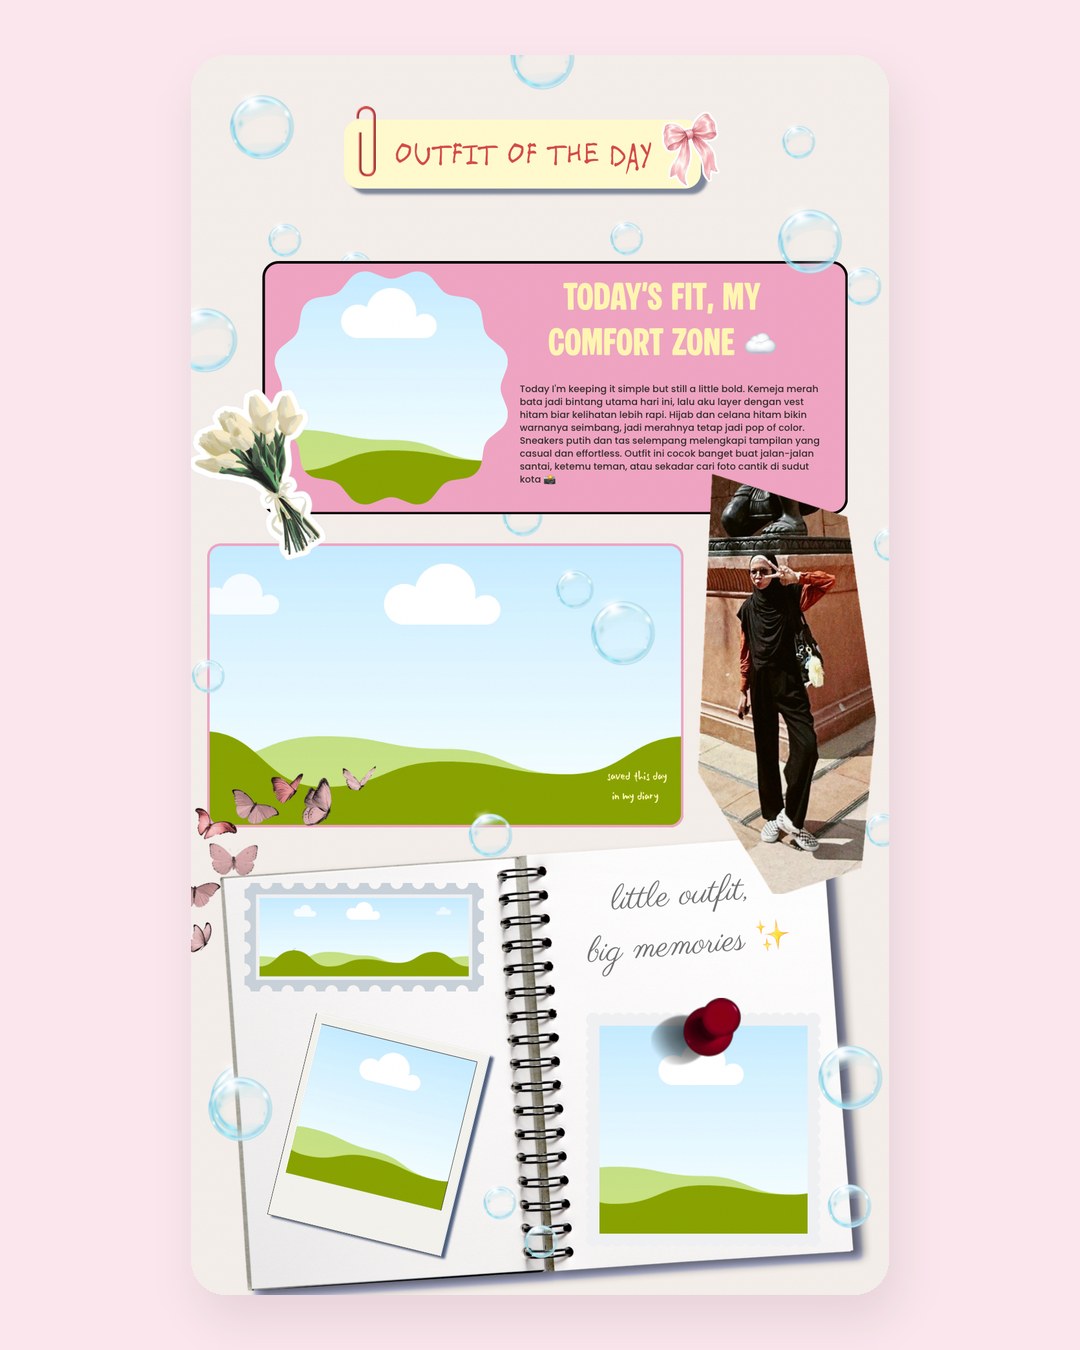 OUTFIT OF THE DAY
TODAY'S FIT, MY
COMFORT ZONE ☁️
Today I'm keeping it simple but still a little bold. Kemeja merah
bata jadi bintang utama hari ini, lalu aku layer dengan vest
hitam biar kelihatan lebih rapi. Hijab dan celana hitam bikin
warnanya seimbang, jadi merahnya tetap jadi pop of color.
Sneakers putih dan tas selempang melengkapi tampilan yang
casual dan effortless. Outfit ini cocok banget buat jalan-jalan
santai, ketemu teman, atau sekadar cari foto cantik di sudut
kota 📸
saved this day
in my diary
little outfit,
big memories ✨